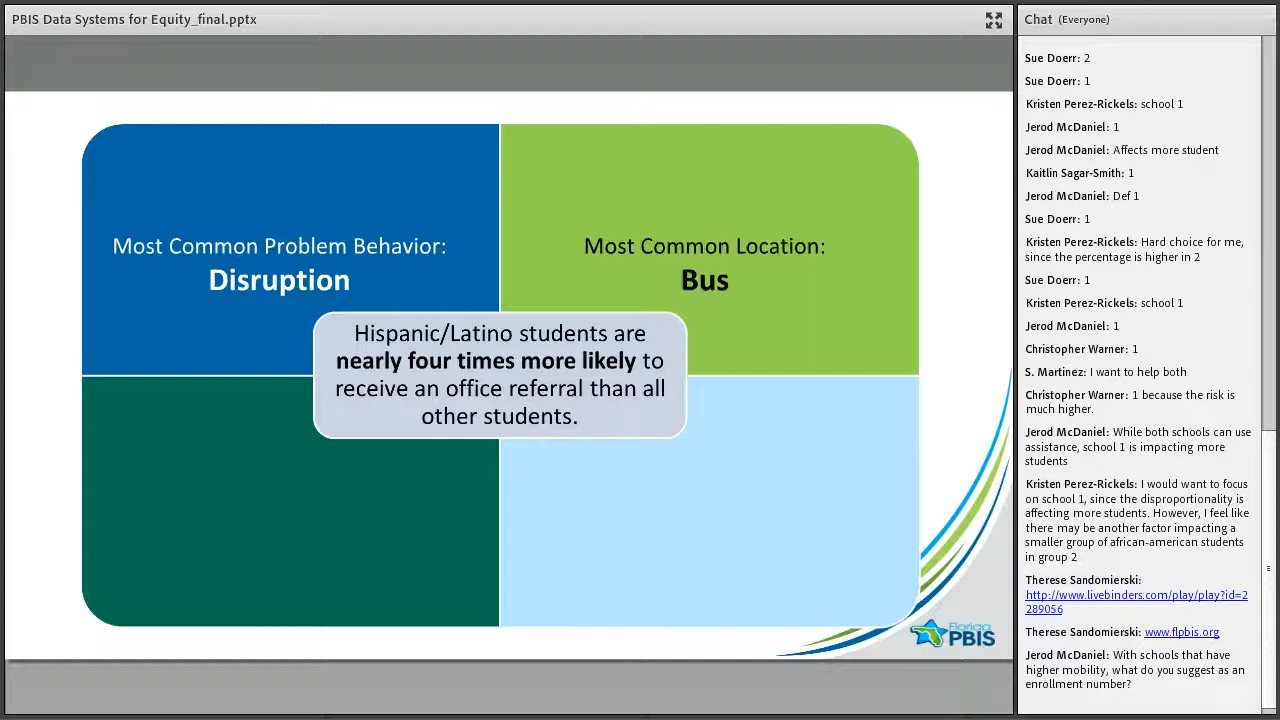 PBIS Data Systems for Equity_final.pptx
Most Common Problem Behavior:
Disruption
Most Common Location:
Bus
Hispanic/Latino students are
nearly four times more likely to
receive an office referral than all
other students.
Florida
PBIS
Chat (Everyone)
Sue Doerr: 2
Sue Doerr: 1
Kristen Perez-Rickels: school 1
Jerod McDaniel: 1
Jerod McDaniel: Affects more student
Kaitlin Sagar-Smith: 1
Jerod McDaniel: Def 1
Sue Doerr: 1
Kristen Perez-Rickels: Hard choice for me,
since the percentage is higher in 2
Sue Doerr: 1
Kristen Perez-Rickels: school 1
Jerod McDaniel: 1
Christopher Warner: 1
S. Martinez: I want to help both
Christopher Warner: 1 because the risk is
much higher.
Jerod McDaniel: While both schools can use
assistance, school 1 is impacting more
students
Kristen Perez-Rickels: I would want to focus
on school 1, since the disproportionality is
affecting more students. However, I feel like
there may be another factor impacting a
smaller group of african-american students
in group 2
Therese Sandomierski:
http://www.livebinders.com/play/play?id=2
289056
Therese Sandomierski: www.flpbis.org
Jerod McDaniel: With schools that have
higher mobility, what do you suggest as an
enrollment number?